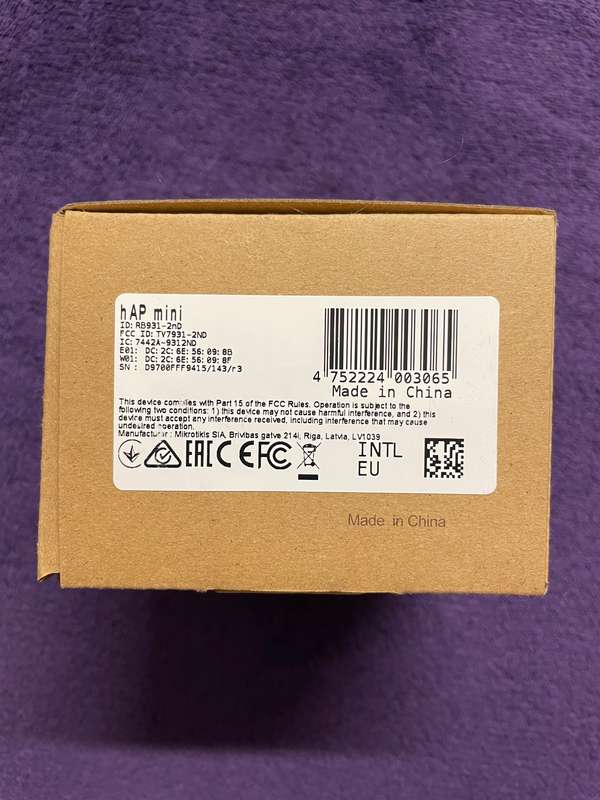 hAP mini
ID: RB931-2nD
FCC ID: TV7931-2ND
IC: 7442A-9312ND
E01: DC:2C:6E:56:09:8B
W01: DC:2C:6E:56:09:8F
SN : D9700FFF9415/143/r3
4 752224 003065
Made in China
This device complies with Part 15 of the FCC Rules. Operation is subject to the
following two conditions: 1) this device may not cause harmful interference, and 2) this
device must accept any interference received, including interference that may cause
undesired operation.
Manufacturer: Mikrotikls SIA, Brivibas gatve 214i, Riga, Latvia, LV1039
EAC CE FC
INTL
EU
Made in China